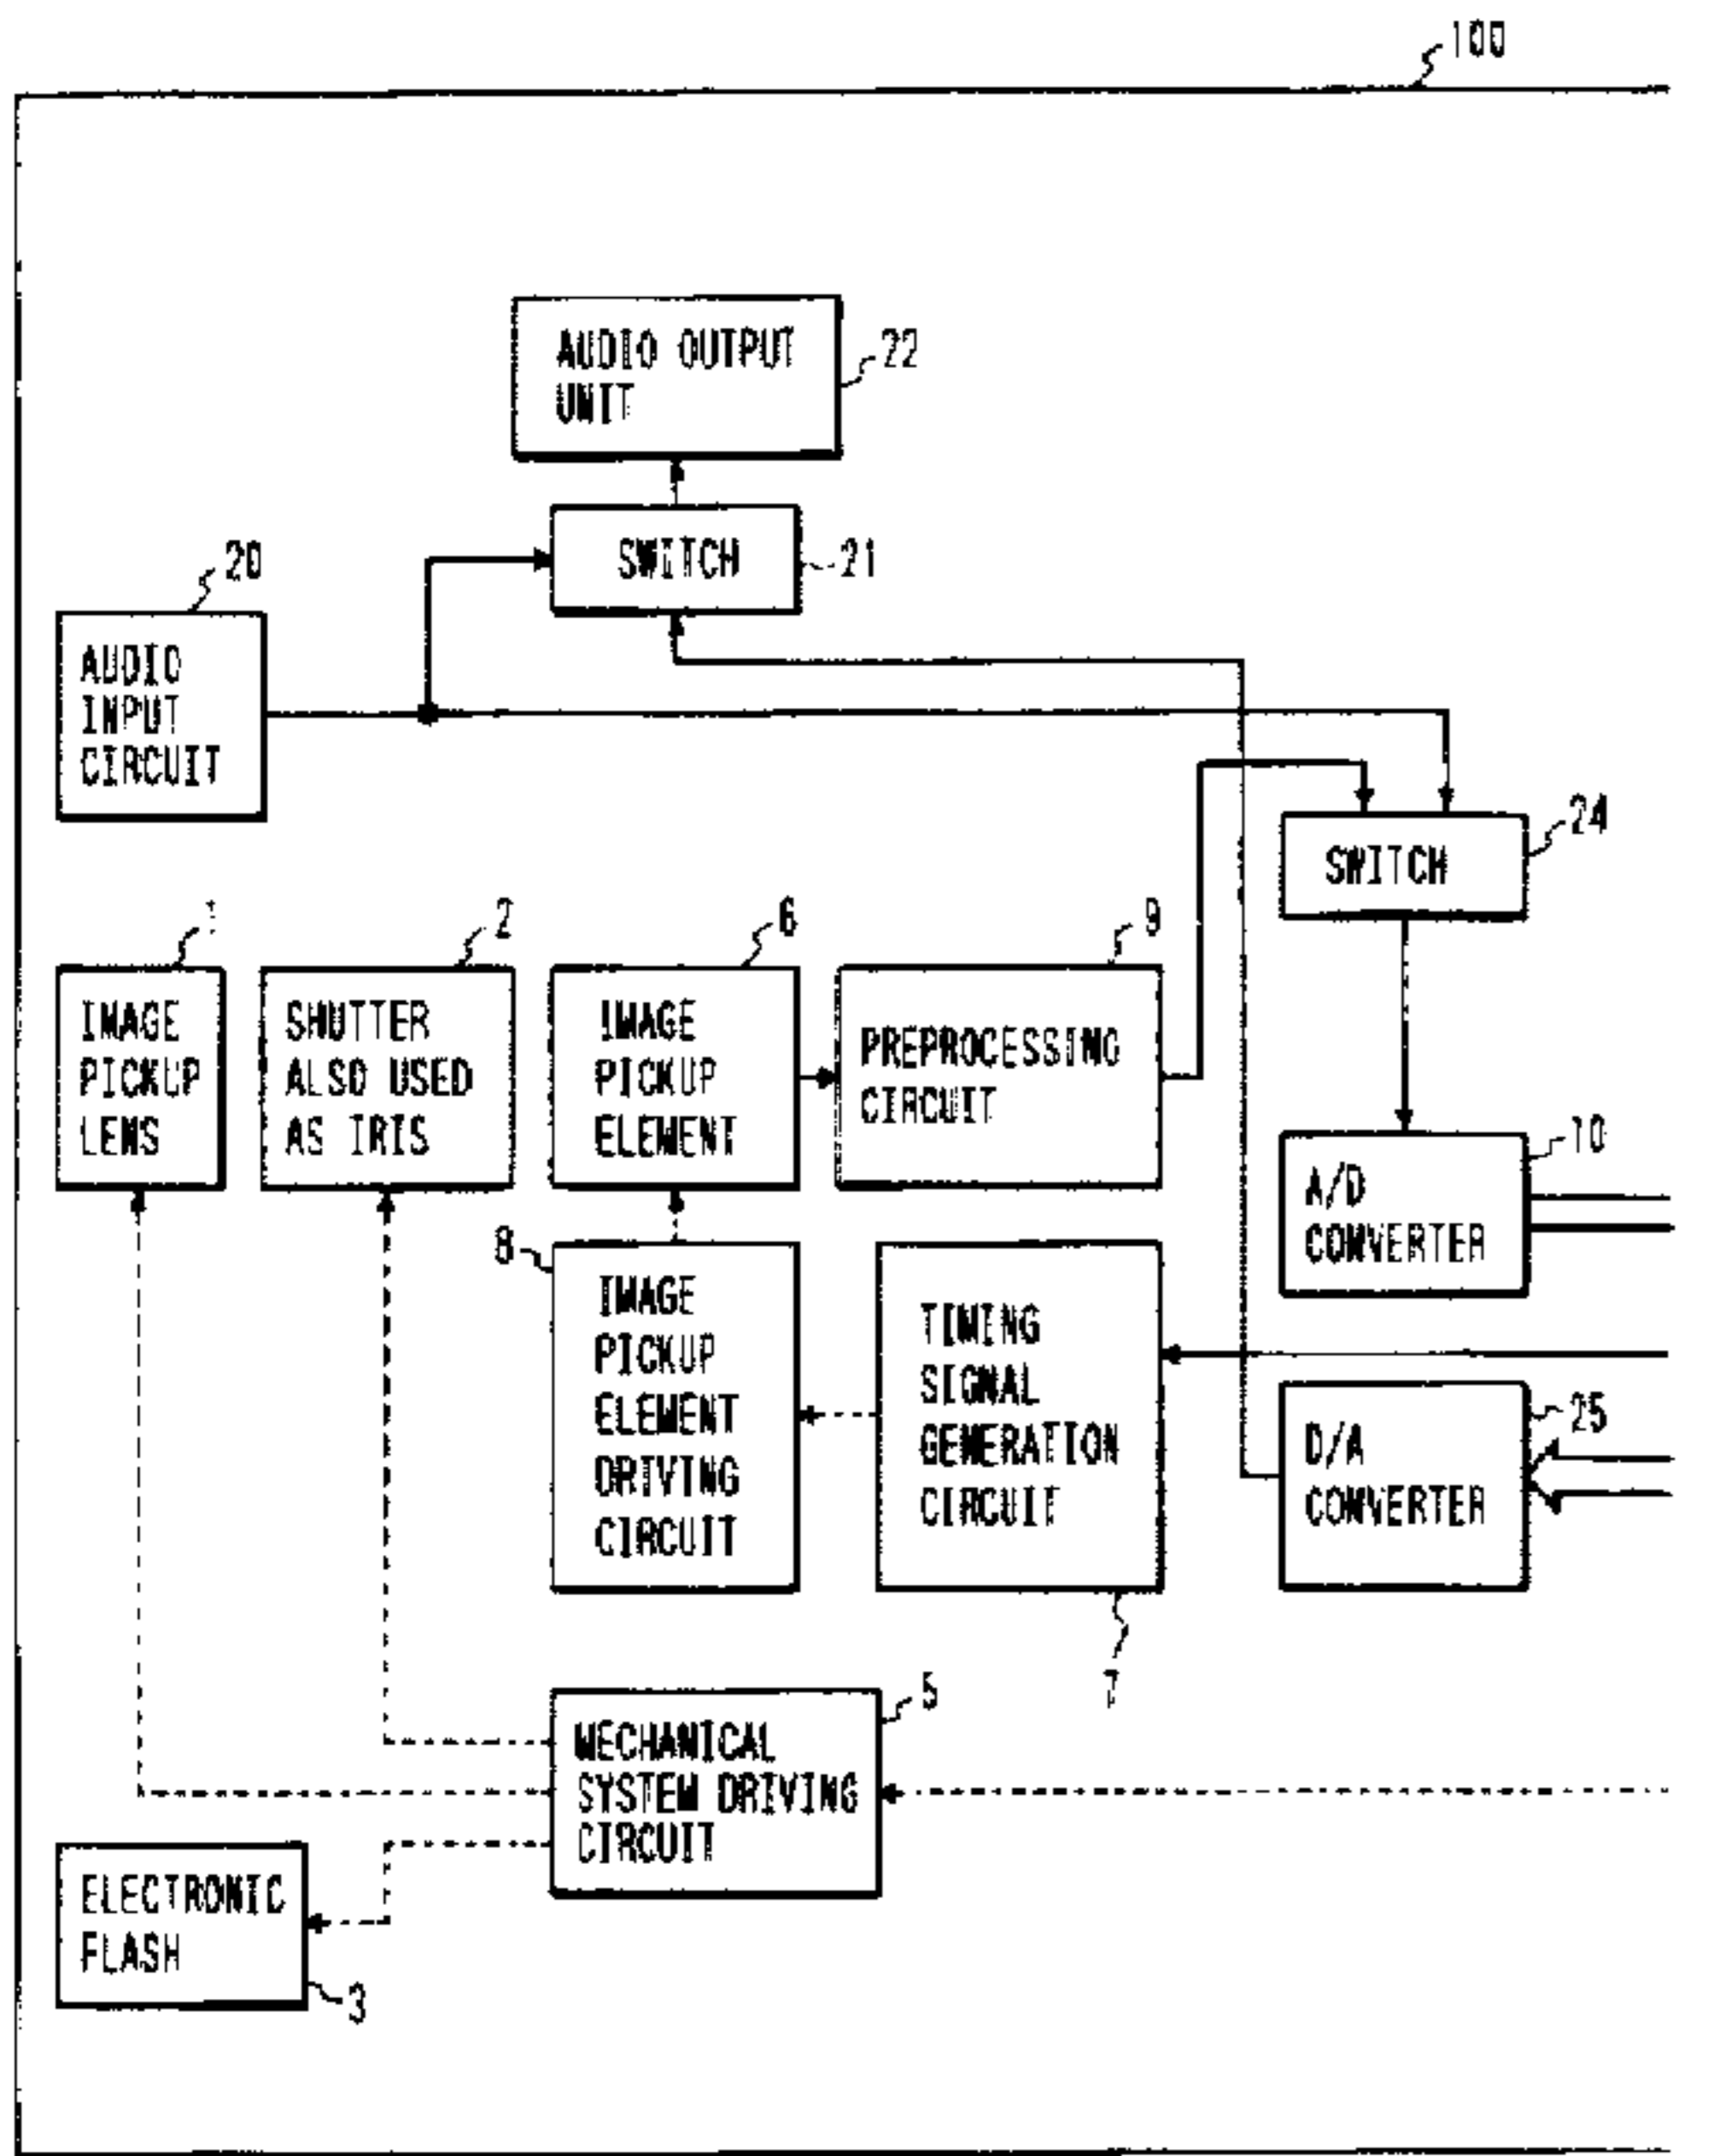 100
AUDIO OUTPUT
UNIT
22
SWITCH
21
20
AUDIO
INPUT
CIRCUIT
24
SWITCH
1
IMAGE
PICKUP
LENS
2
SHUTTER
ALSO USED
AS IRIS
6
IMAGE
PICKUP
ELEMENT
9
PREPROCESSING
CIRCUIT
10
A/D
CONVERTER
8
IMAGE
PICKUP
ELEMENT
DRIVING
CIRCUIT
TIMING
SIGNAL
GENERATION
CIRCUIT
7
25
D/A
CONVERTER
5
MECHANICAL
SYSTEM DRIVING
CIRCUIT
ELECTRONIC
FLASH
3